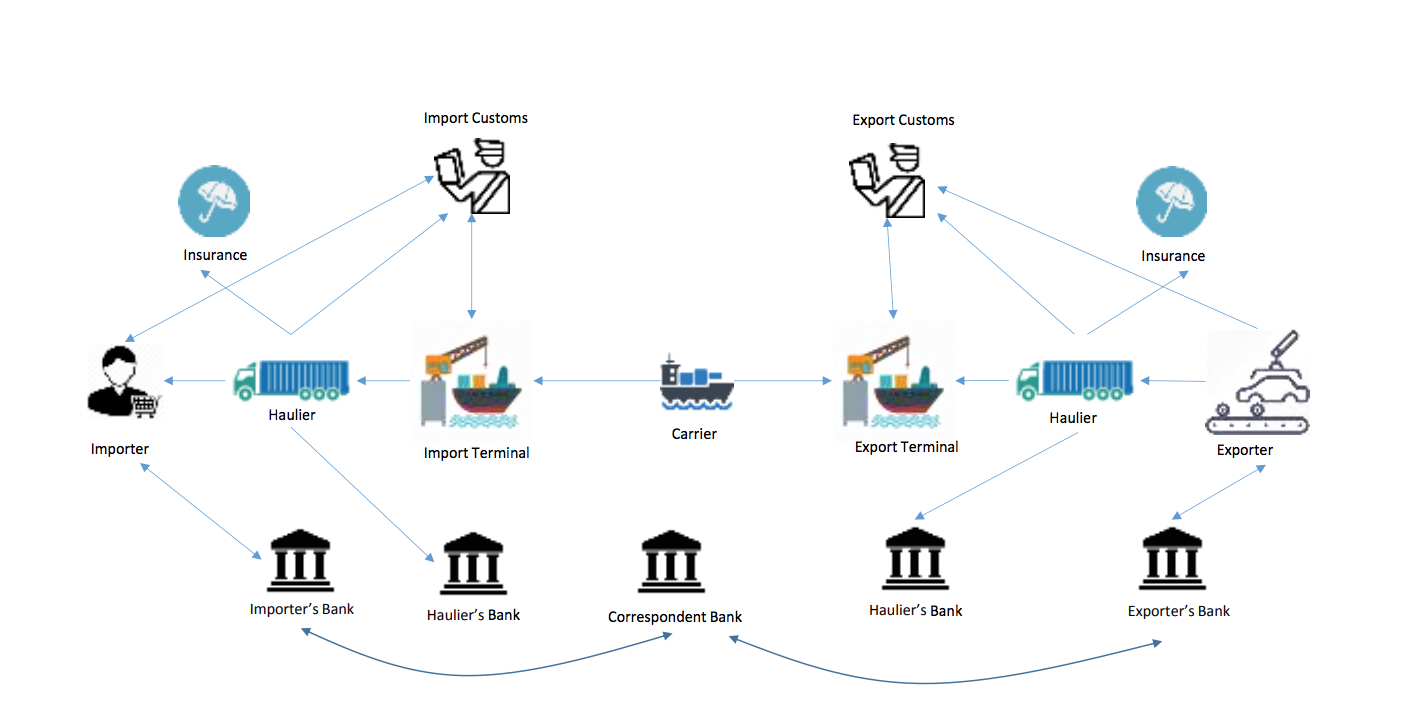 Import Customs
Export Customs
Insurance
Insurance
Haulier
Haulier
Carrier
Importer
Import Terminal
Export Terminal
Exporter
Importer’s Bank
Haulier’s Bank
Correspondent Bank
Haulier’s Bank
Exporter’s Bank